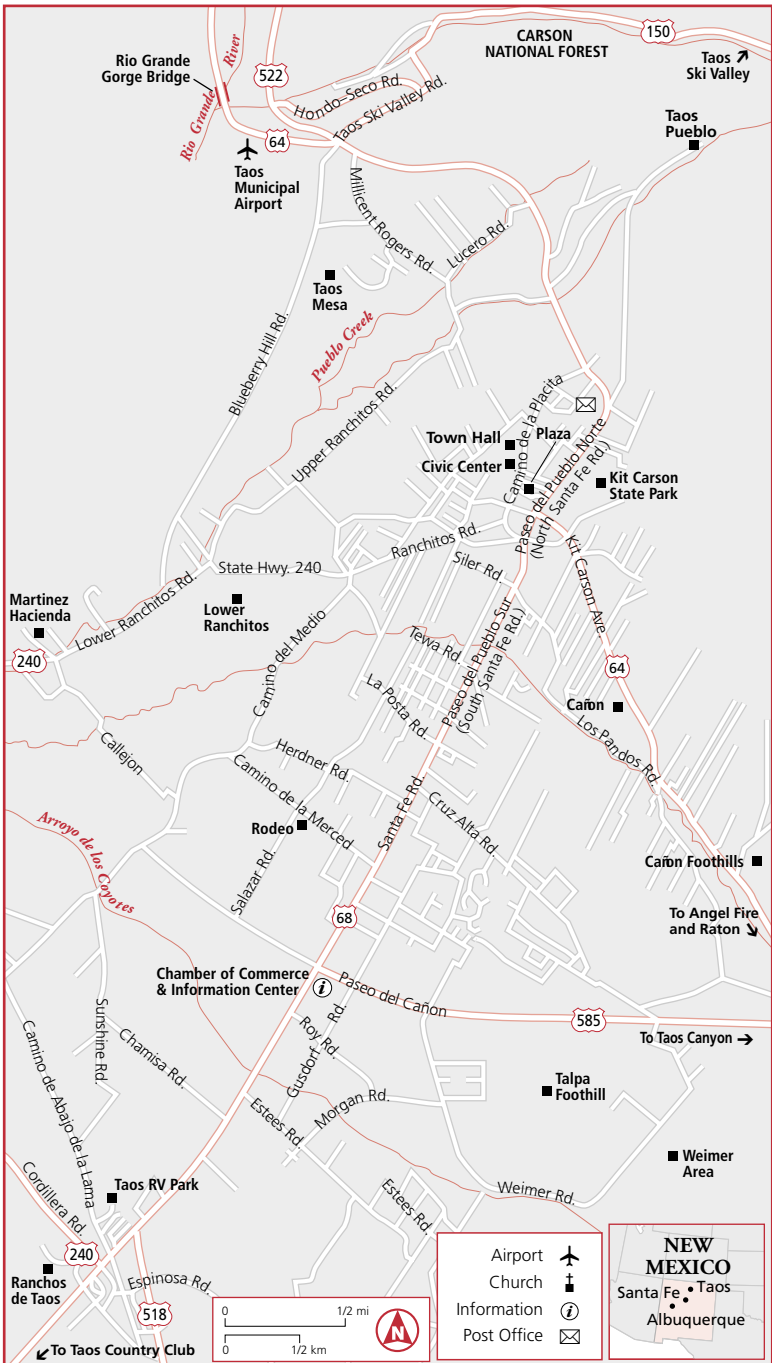 CARSON
NATIONAL FOREST
150
Taos
Ski Valley
Rio Grande
Gorge Bridge
River
Rio Grande
522
Hondo–Seco Rd.
Taos Ski Valley Rd.
64
Taos
Municipal
Airport
Taos
Pueblo
Millicent Rogers Rd.
Lucero Rd.
Taos
Mesa
Pueblo Creek
Blueberry Hill Rd.
Upper Ranchitos Rd.
Camino de la Placita
Town Hall
Plaza
Civic Center
Kit Carson
State Park
Paseo del Pueblo Norte
(North Santa Fe Rd.)
Ranchitos Rd.
State Hwy. 240
Siler Rd.
Kit Carson Ave.
Martinez
Hacienda
Lower Ranchitos Rd.
Lower
Ranchitos
240
Camino del Medio
Tewa Rd.
Paseo del Pueblo Sur
(South Santa Fe Rd.)
64
Cañon
La Posta Rd.
Los Pandos Rd.
Callejon
Herdner Rd.
Camino de la Merced
Santa Fe Rd.
Cruz Alta Rd.
Arroyo de los
Coyotes
Rodeo
Salazar Rd.
Cañon Foothills
68
To Angel Fire
and Raton
Chamber of Commerce
& Information Center
i
Paseo del Cañon
585
To Taos Canyon
Sunshine Rd.
Chamisa Rd.
Roy Rd.
Gusdorf Rd.
Morgan Rd.
Talpa
Foothill
Camino de Abajo de la Lama
Estees Rd.
Weimer
Area
Cordillera Rd.
Taos RV Park
Estees Rd.
Weimer Rd.
240
Ranchos
de Taos
Espinosa Rd.
518
To Taos Country Club
0 1/2 mi
0 1/2 km
N
Airport
Church
Information i
Post Office
NEW
MEXICO
Santa Fe
Taos
Albuquerque